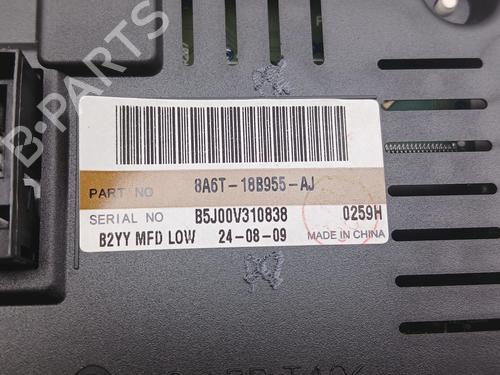 B-PARTS
PART NO 8A6T-18B955-AJ
SERIAL NO B5J00V310838 0259H
B2YY MFD LOW 24-08-09 MADE IN CHINA